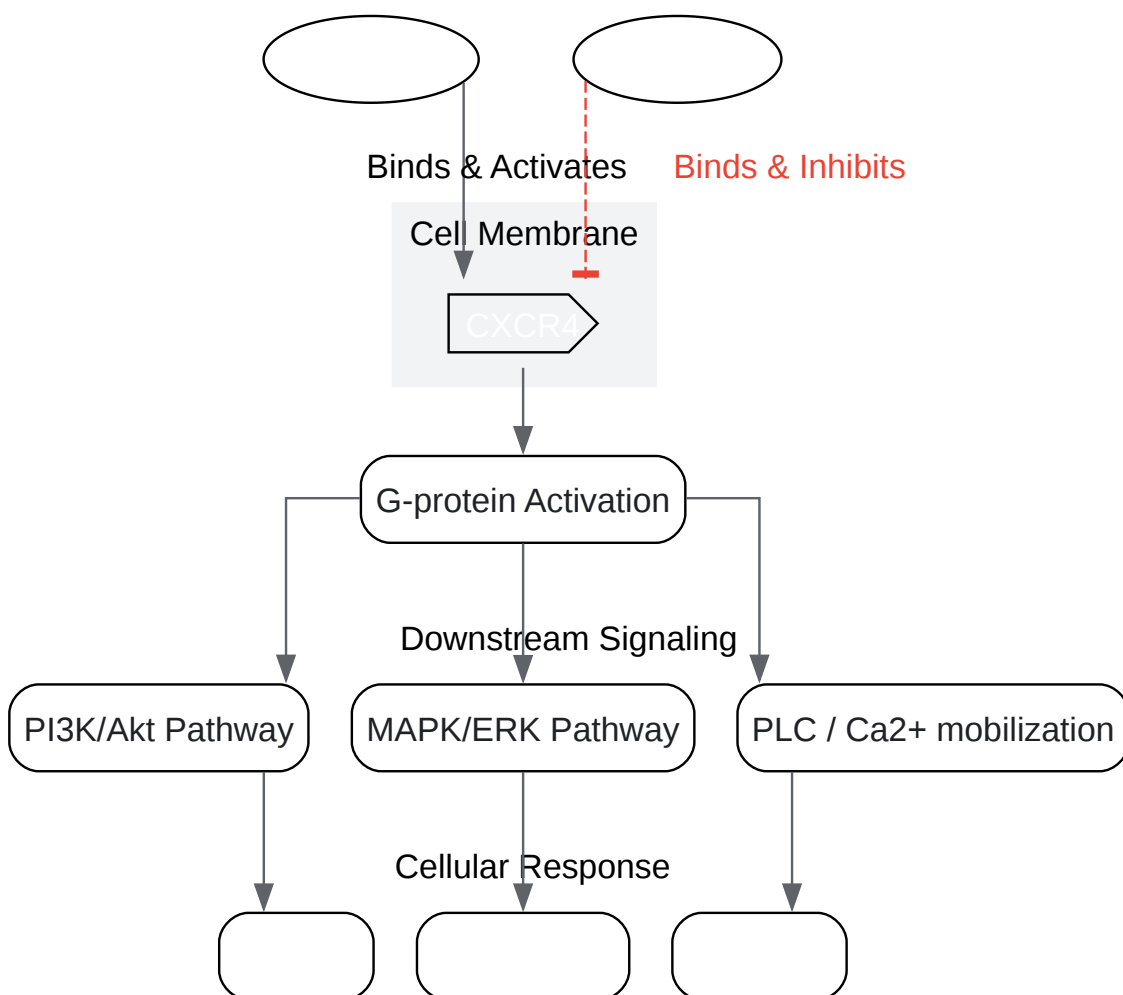 Binds & Activates
Binds & Inhibits
Cell Membrane
CXCR4
G-protein Activation
Downstream Signaling
PI3K/Akt Pathway
MAPK/ERK Pathway
PLC / Ca2+ mobilization
Cellular Response